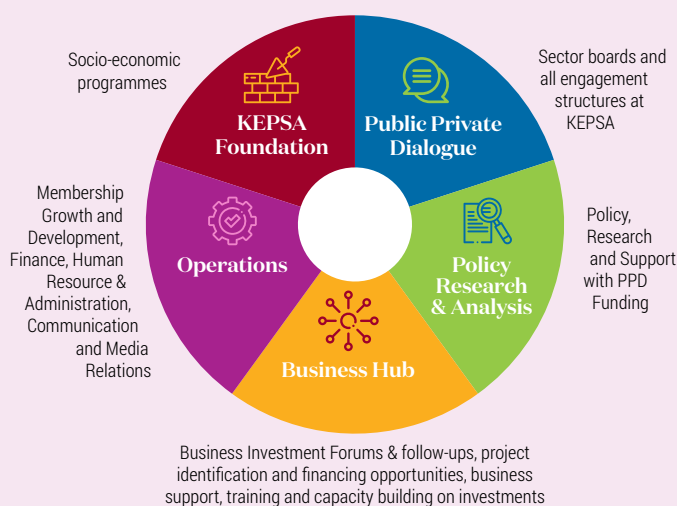 Socio-economic
programmes
KEPSA
Foundation
Public Private
Dialogue
Sector boards and
all engagement
structures at
KEPSA
Membership
Growth and
Development,
Finance, Human
Resource &
Administration,
Communication
and Media
Relations
Operations
Policy
Research
& Analysis
Policy,
Research
and Support
with PPD
Funding
Business Hub
Business Investment Forums & follow-ups, project
identification and financing opportunities, business
support, training and capacity building on investments